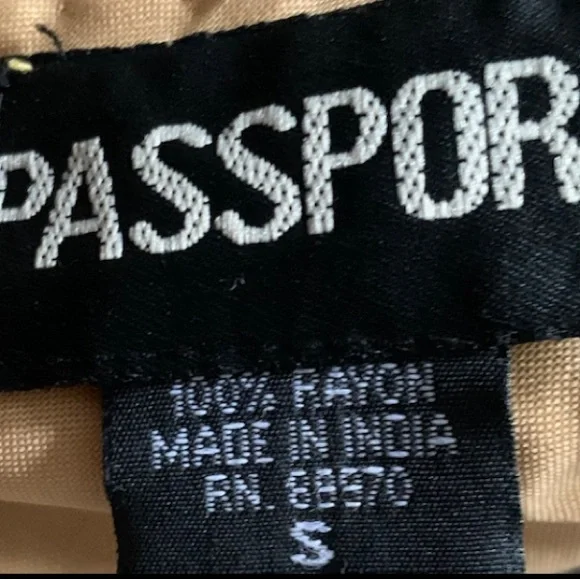 PASSPOR
100% RAYON
MADE IN INDIA
RN.
S